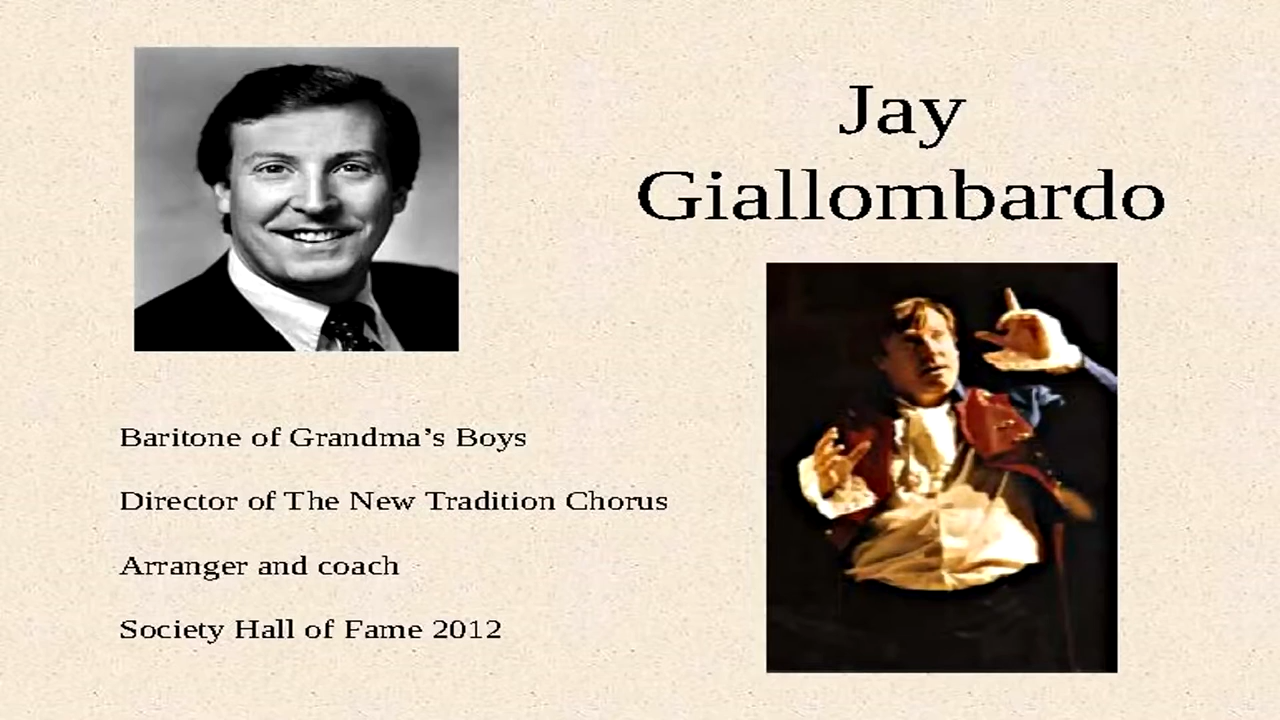 Jay
Giallombardo
Baritone of Grandma’s Boys
Director of The New Tradition Chorus
Arranger and coach
Society Hall of Fame 2012